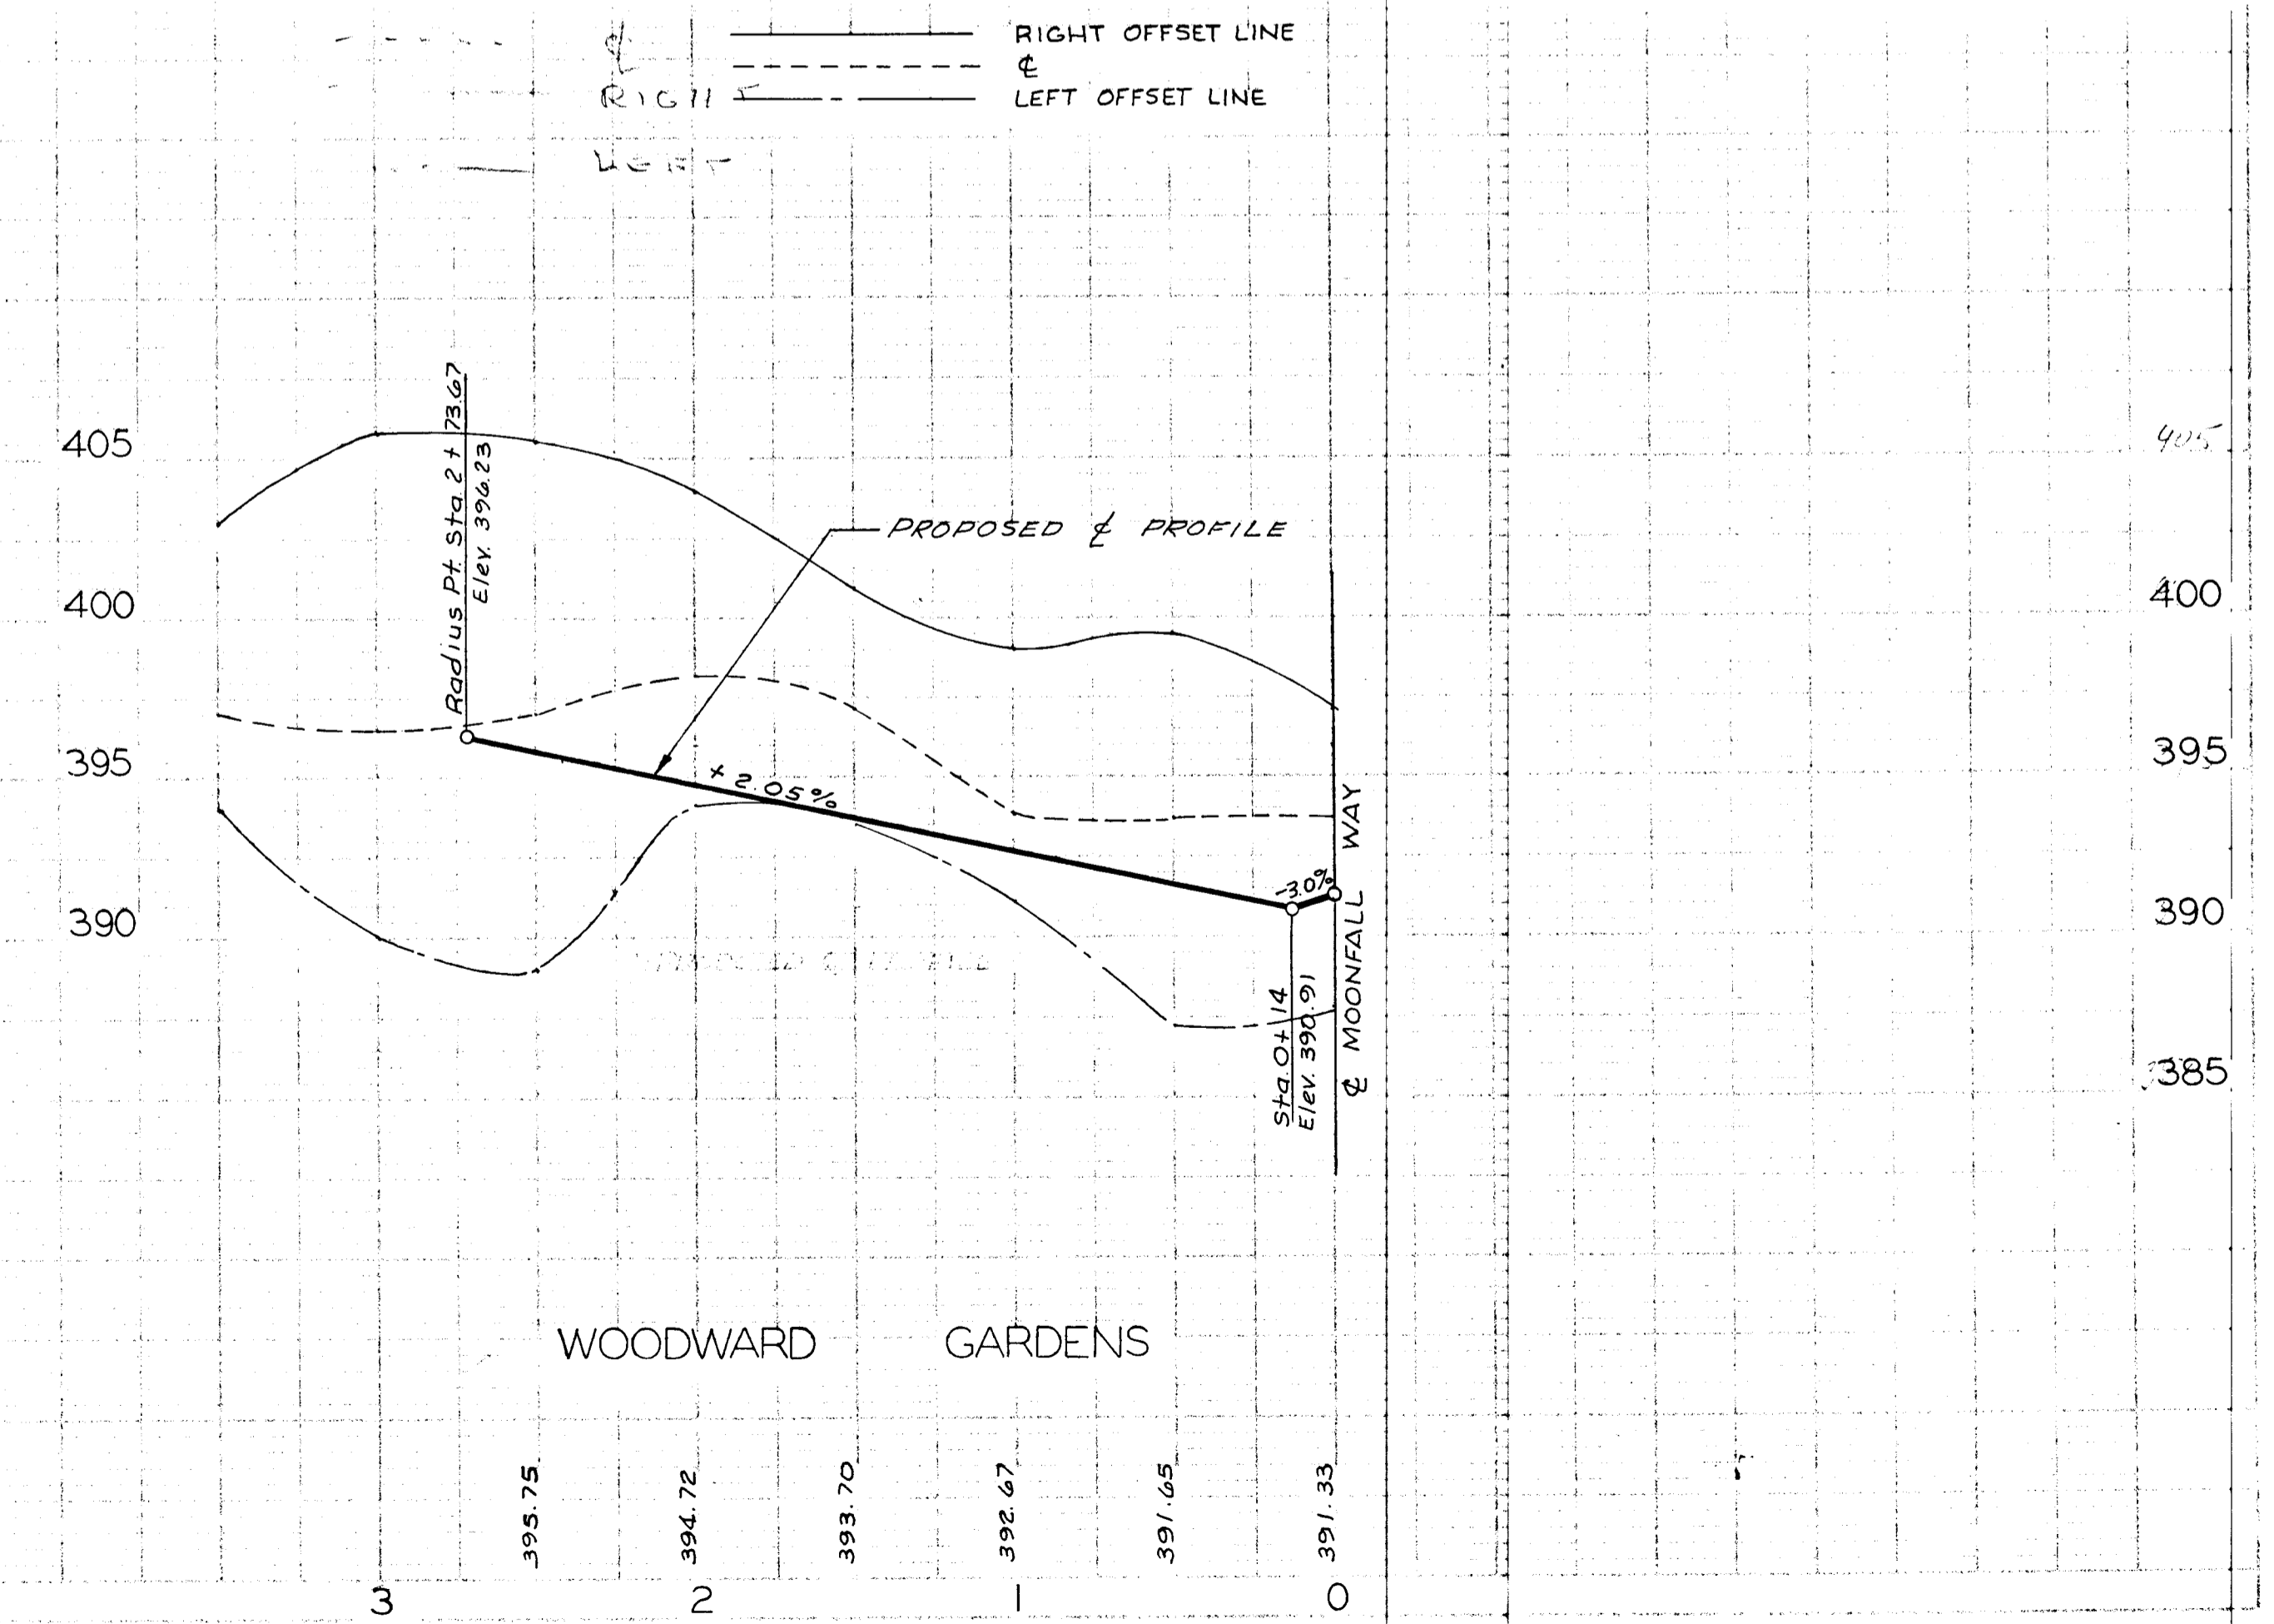 RIGHT OFFSET LINE
℄
℄
RIGHT
LEFT OFFSET LINE
LEFT
405
405
Radius Pt. Sta. 2 + 73.67
Elev. 396.23
PROPOSED ℄ PROFILE
400
400
395
395
+ 2.05%
-3.0%
390
390
℄ MOONFALL WAY
Sta. 0+14
Elev. 390.91
385
WOODWARD GARDENS
395.75
394.72
393.70
392.67
391.65
391.33
3
2
1
0